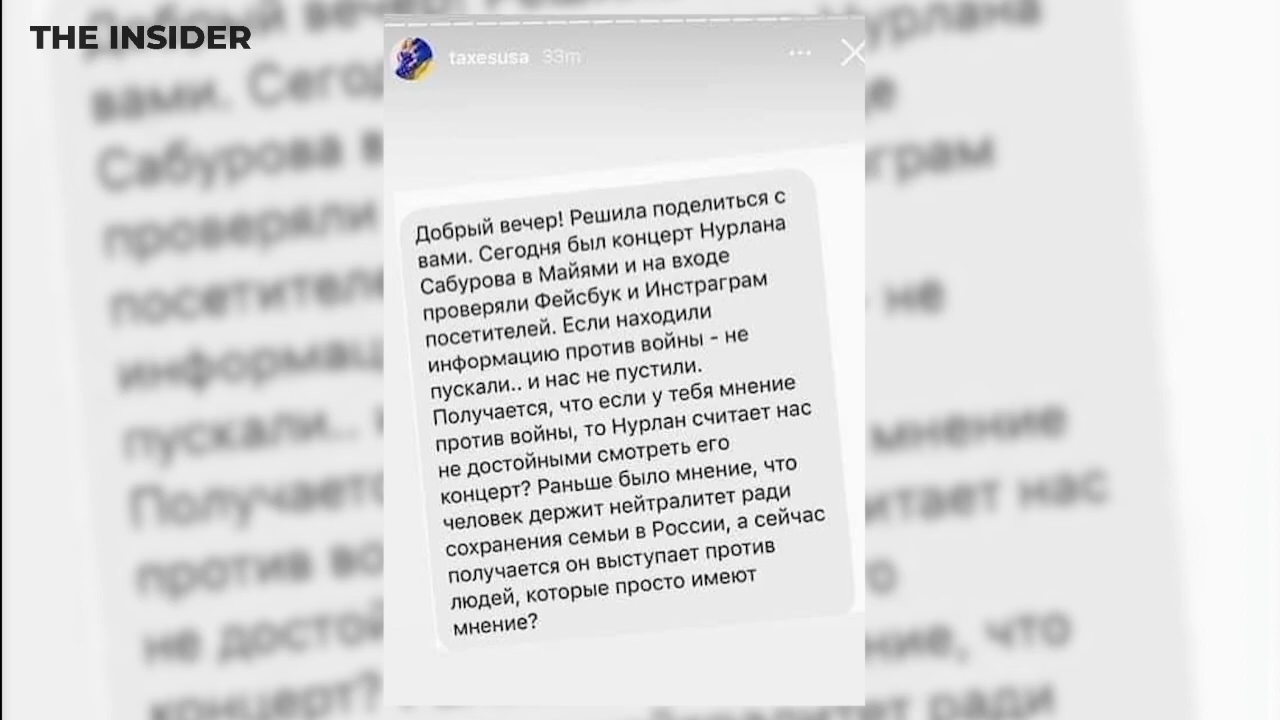 THE INSIDER
taxesusa 33m
Добрый вечер! Решила поделиться с
вами. Сегодня был концерт Нурлана
Сабурова в Майями и на входе
проверяли Фейсбук и Инстраграм
посетителей. Если находили
информацию против войны - не
пускали.. и нас не пустили.
Получается, что если у тебя мнение
против войны, то Нурлан считает нас
не достойными смотреть его
концерт? Раньше было мнение, что
человек держит нейтралитет ради
сохранения семьи в России, а сейчас
получается он выступает против
людей, которые просто имеют
мнение?